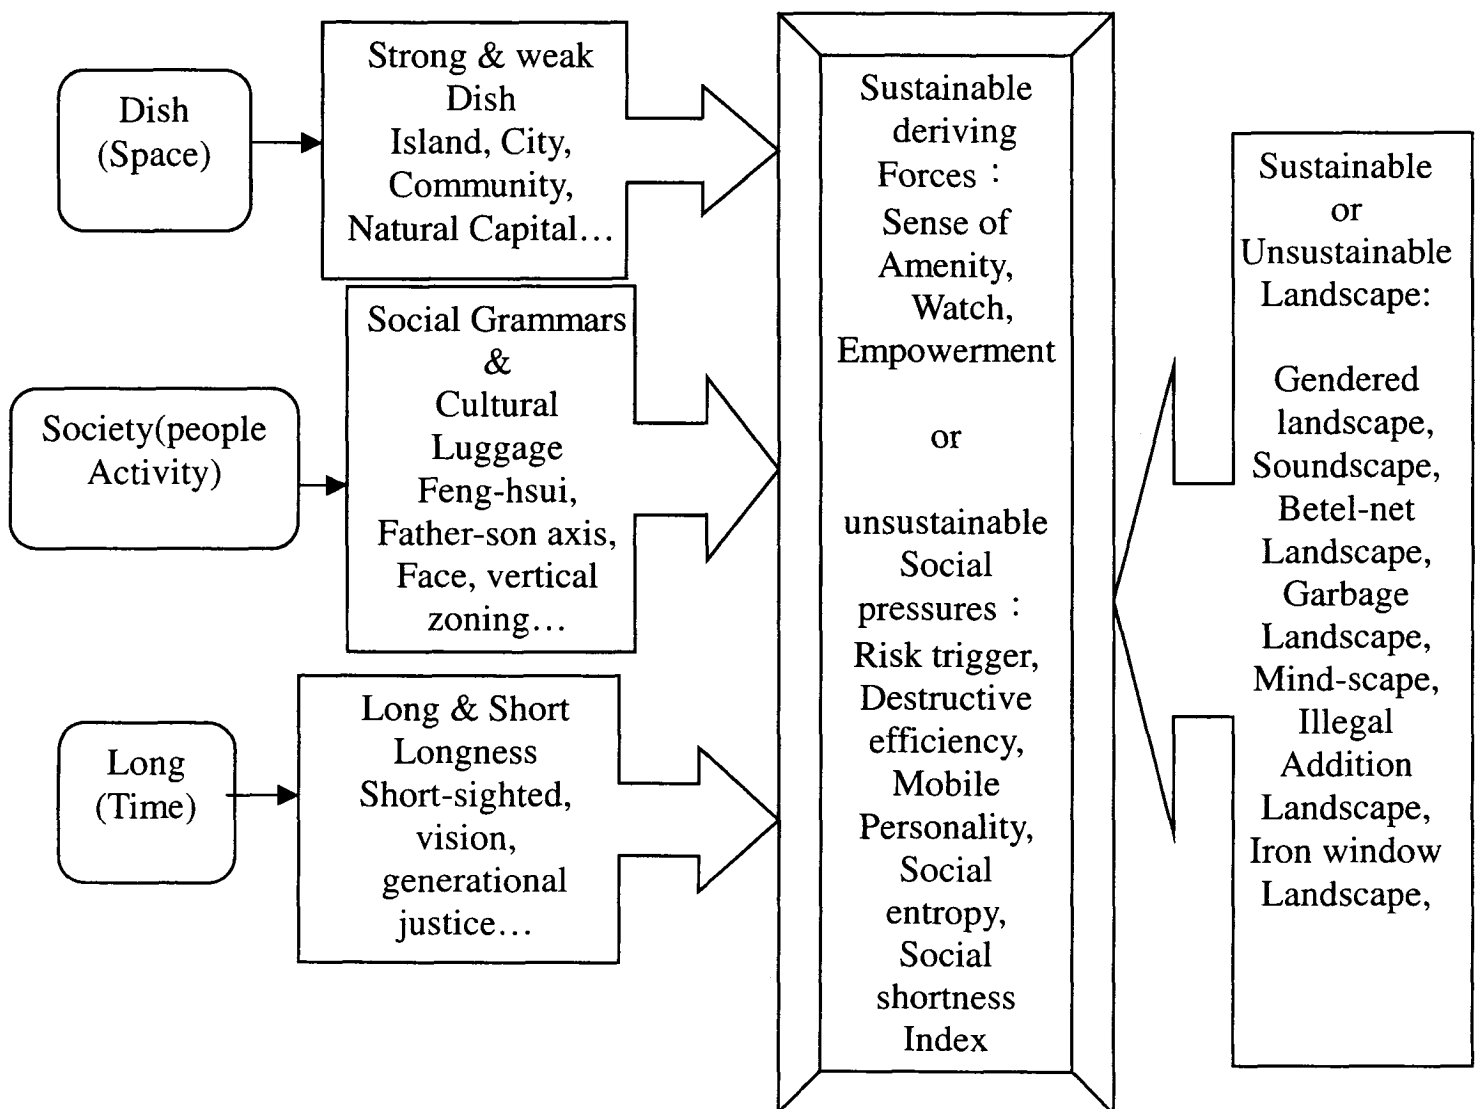 Dish
(Space)
Strong & weak
Dish
Island, City,
Community,
Natural Capital…
Society(people
Activity)
Social Grammars
&
Cultural
Luggage
Feng-hsui,
Father-son axis,
Face, vertical
zoning…
Long
(Time)
Long & Short
Longness
Short-sighted,
vision,
generational
justice…
Sustainable
deriving
Forces：
Sense of
Amenity,
Watch,
Empowerment
or
unsustainable
Social
pressures：
Risk trigger,
Destructive
efficiency,
Mobile
Personality,
Social
entropy,
Social
shortness
Index
Sustainable
or
Unsustainable
Landscape:
Gendered
landscape,
Soundscape,
Betel-net
Landscape,
Garbage
Landscape,
Mind-scape,
Illegal
Addition
Landscape,
Iron window
Landscape,